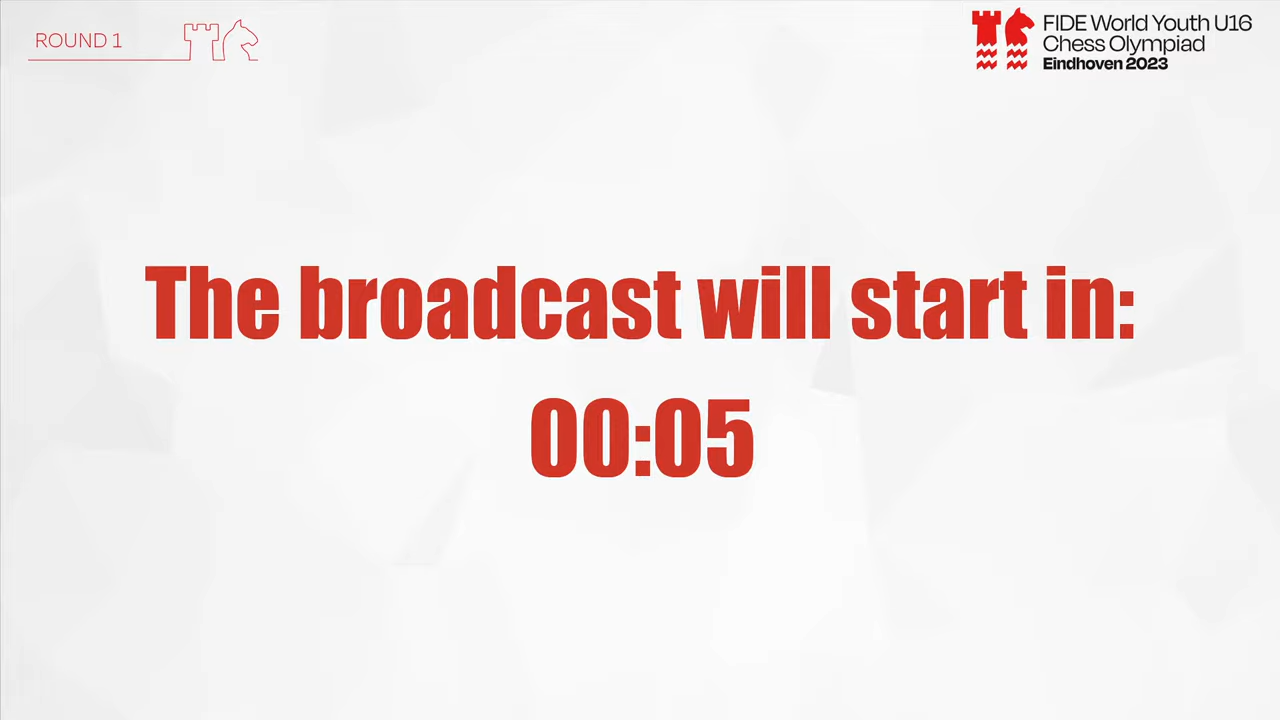 ROUND 1
FIDE World Youth U16
Chess Olympiad
Eindhoven 2023
The broadcast will start in:
00:05